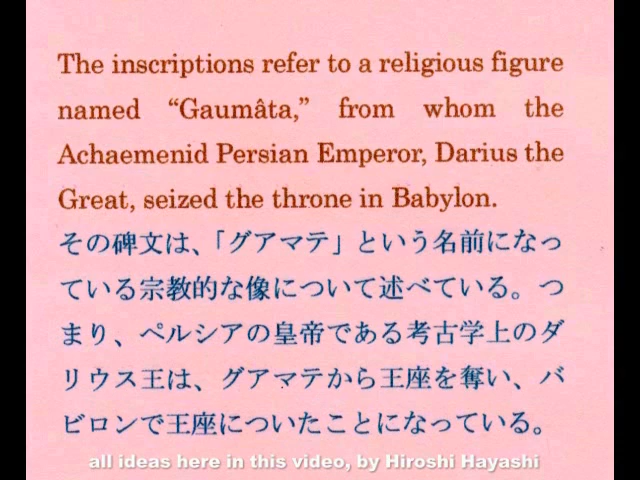 The inscriptions refer to a religious figure
named “Gaumâta,” from whom the
Achaemenid Persian Emperor, Darius the
Great, seized the throne in Babylon.
その碑文は、「グアマテ」という名前になっ
ている宗教的な像について述べている。つ
まり、ペルシアの皇帝である考古学上のダ
リウス王は、グアマテから王座を奪い、バ
ビロンで王座についたことになっている。
all ideas here in this video, by Hiroshi Hayashi